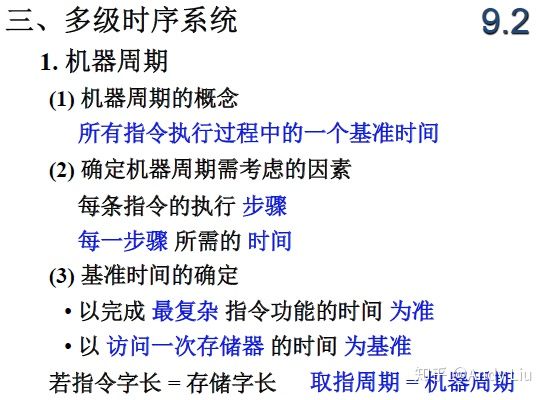 三、多级时序系统 9.2
1. 机器周期
(1) 机器周期的概念
所有指令执行过程中的一个基准时间
(2) 确定机器周期需考虑的因素
每条指令的执行 步骤
每一步骤 所需的 时间
(3) 基准时间的确定
• 以完成 最复杂 指令功能的时间 为准
• 以 访问一次存储器 的时间 为基准
若指令字长 = 存储字长 取指周期 = 机器周期
知乎 Liu